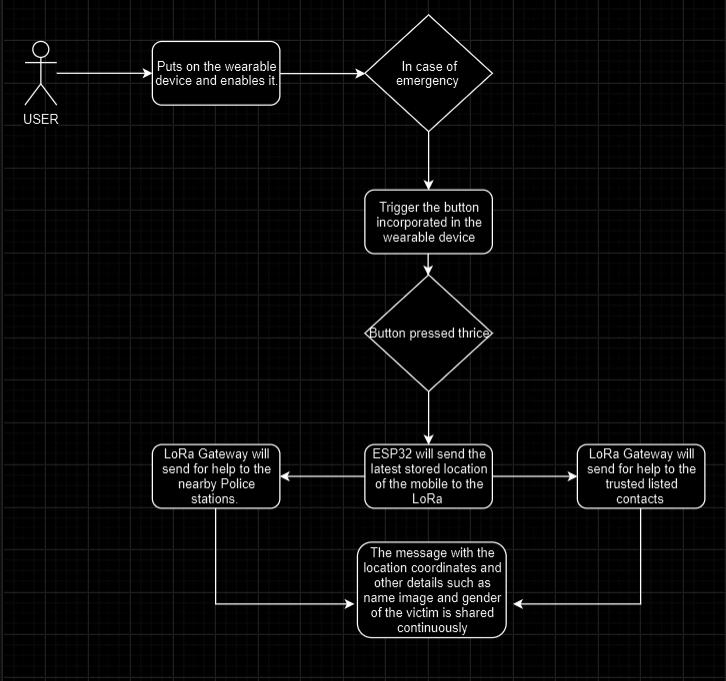 Puts on the wearable
device and enables it.
In case of
emergency
USER
Trigger the button
incorporated in the
wearable device
Button pressed thrice
LoRa Gateway will
send for help to the
nearby Police
stations.
ESP32 will send the
latest stored location
of the mobile to the
LoRa
LoRa Gateway will
send for help to the
trusted listed
contacts
The message with the
location coordinates and
other details such as
name image and gender
of the victim is shared
continuously